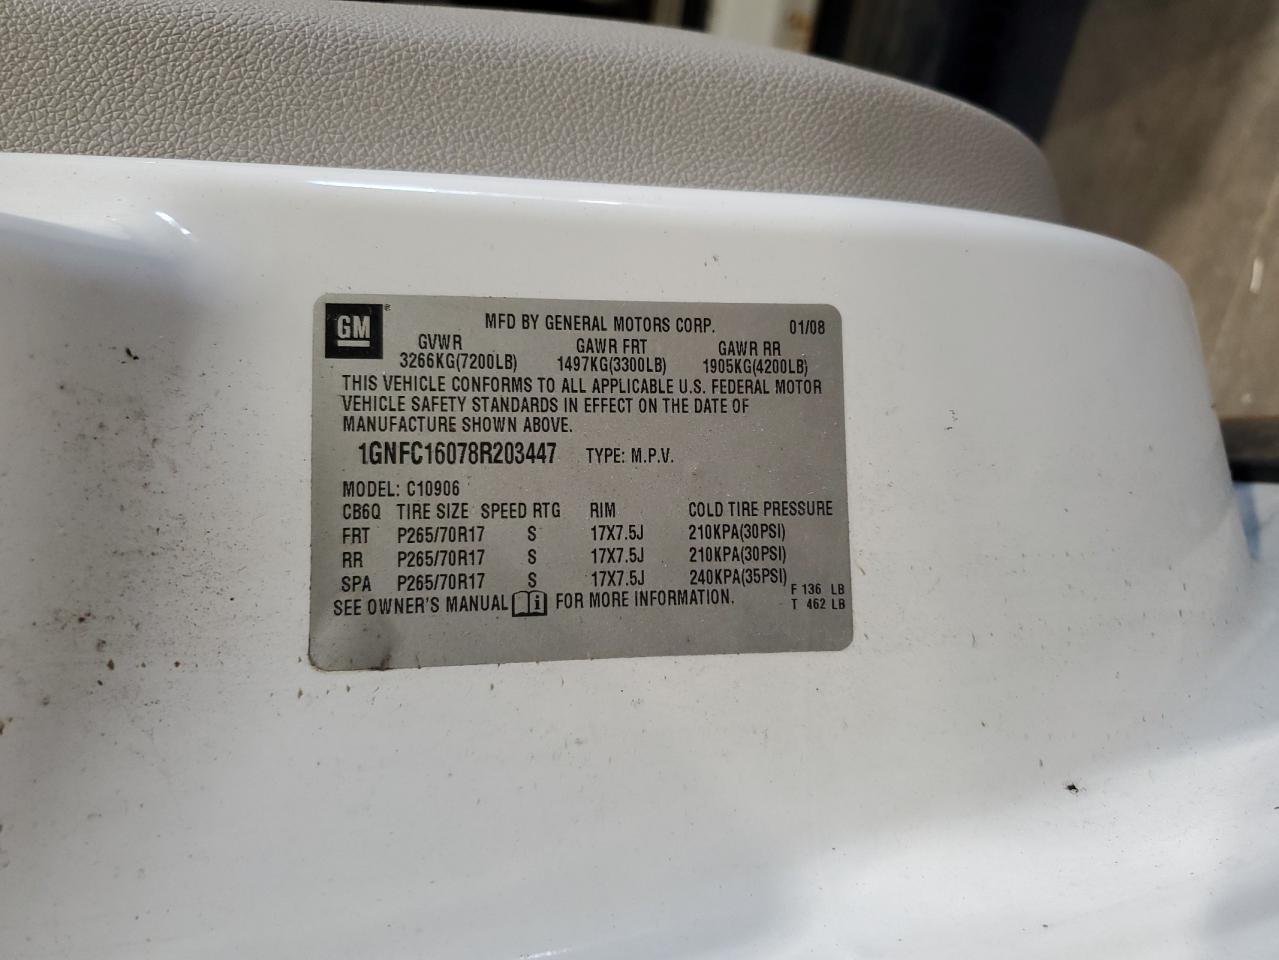 GM®
MFD BY GENERAL MOTORS CORP. 01/08
GVWR GAWR FRT GAWR RR
3266KG(7200LB) 1497KG(3300LB) 1905KG(4200LB)
THIS VEHICLE CONFORMS TO ALL APPLICABLE U.S. FEDERAL MOTOR
VEHICLE SAFETY STANDARDS IN EFFECT ON THE DATE OF
MANUFACTURE SHOWN ABOVE.
1GNFC16078R203447 TYPE: M.P.V.
MODEL: C10906
CB6Q TIRE SIZE SPEED RTG RIM COLD TIRE PRESSURE
FRT P265/70R17 S 17X7.5J 210KPA(30PSI)
RR P265/70R17 S 17X7.5J 210KPA(30PSI)
SPA P265/70R17 S 17X7.5J 240KPA(35PSI)
SEE OWNER'S MANUAL i FOR MORE INFORMATION.
F 136 LB
T 462 LB